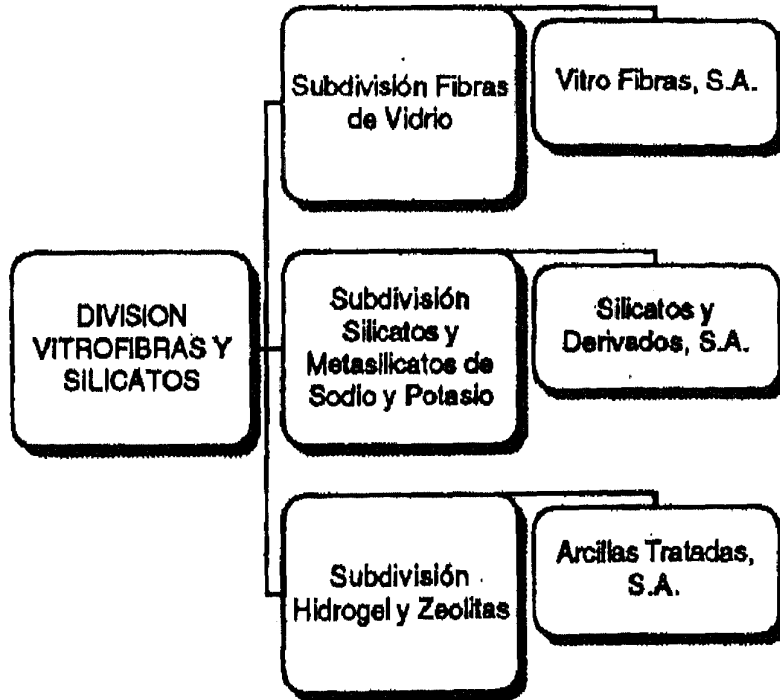 Subdivisión Fibras
de Vidrio
Vitro Fibras, S.A.
DIVISION
VITROFIBRAS Y
SILICATOS
Subdivisión
Silicatos y
Metasilicatos de
Sodio y Potasio
Silicatos y
Derivados, S.A.
Subdivisión
Hidrogel y Zeolitas
Arcillas Tratadas,
S.A.